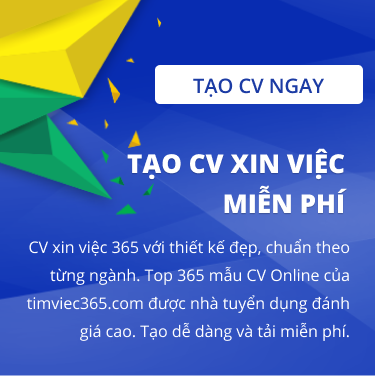 TẠO CV NGAY
TẠO CV XIN VIỆC
MIỄN PHÍ
CV xin việc 365 với thiết kế đẹp, chuẩn theo
từng ngành. Top 365 mẫu CV Online của
timviec365.com được nhà tuyển dụng đánh
giá cao. Tạo dễ dàng và tải miễn phí.